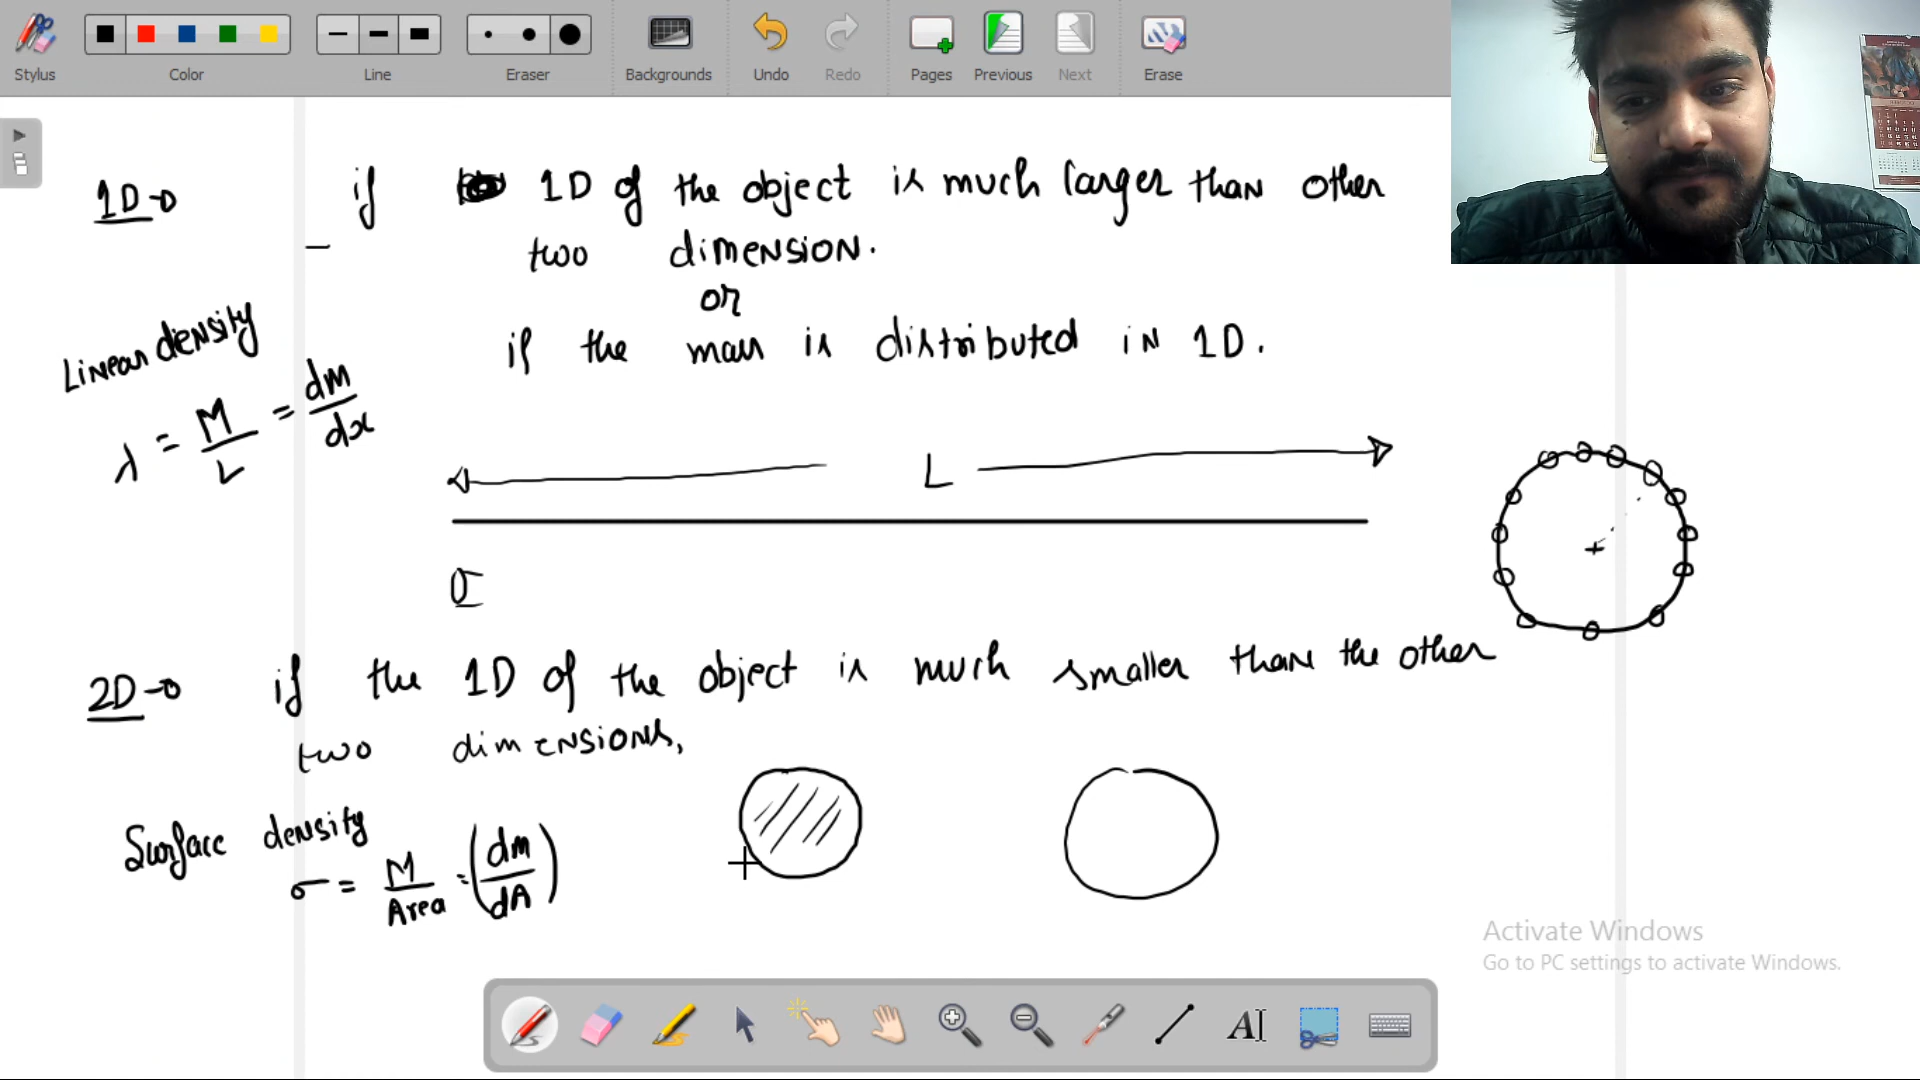 Stylus Color Line Eraser Backgrounds Undo Redo Pages Previous Next Erase
1D→ if 1D of the object is much larger than other
two dimension.
or
if the mass is distributed in 1D.
Linear density
λ = M/L = dm/dx
L
2D→ if the 1D of the object is much smaller than the other
two dimensions,
Surface density
σ = M/Area = (dm/dA)
Activate Windows
Go to PC settings to activate Windows.